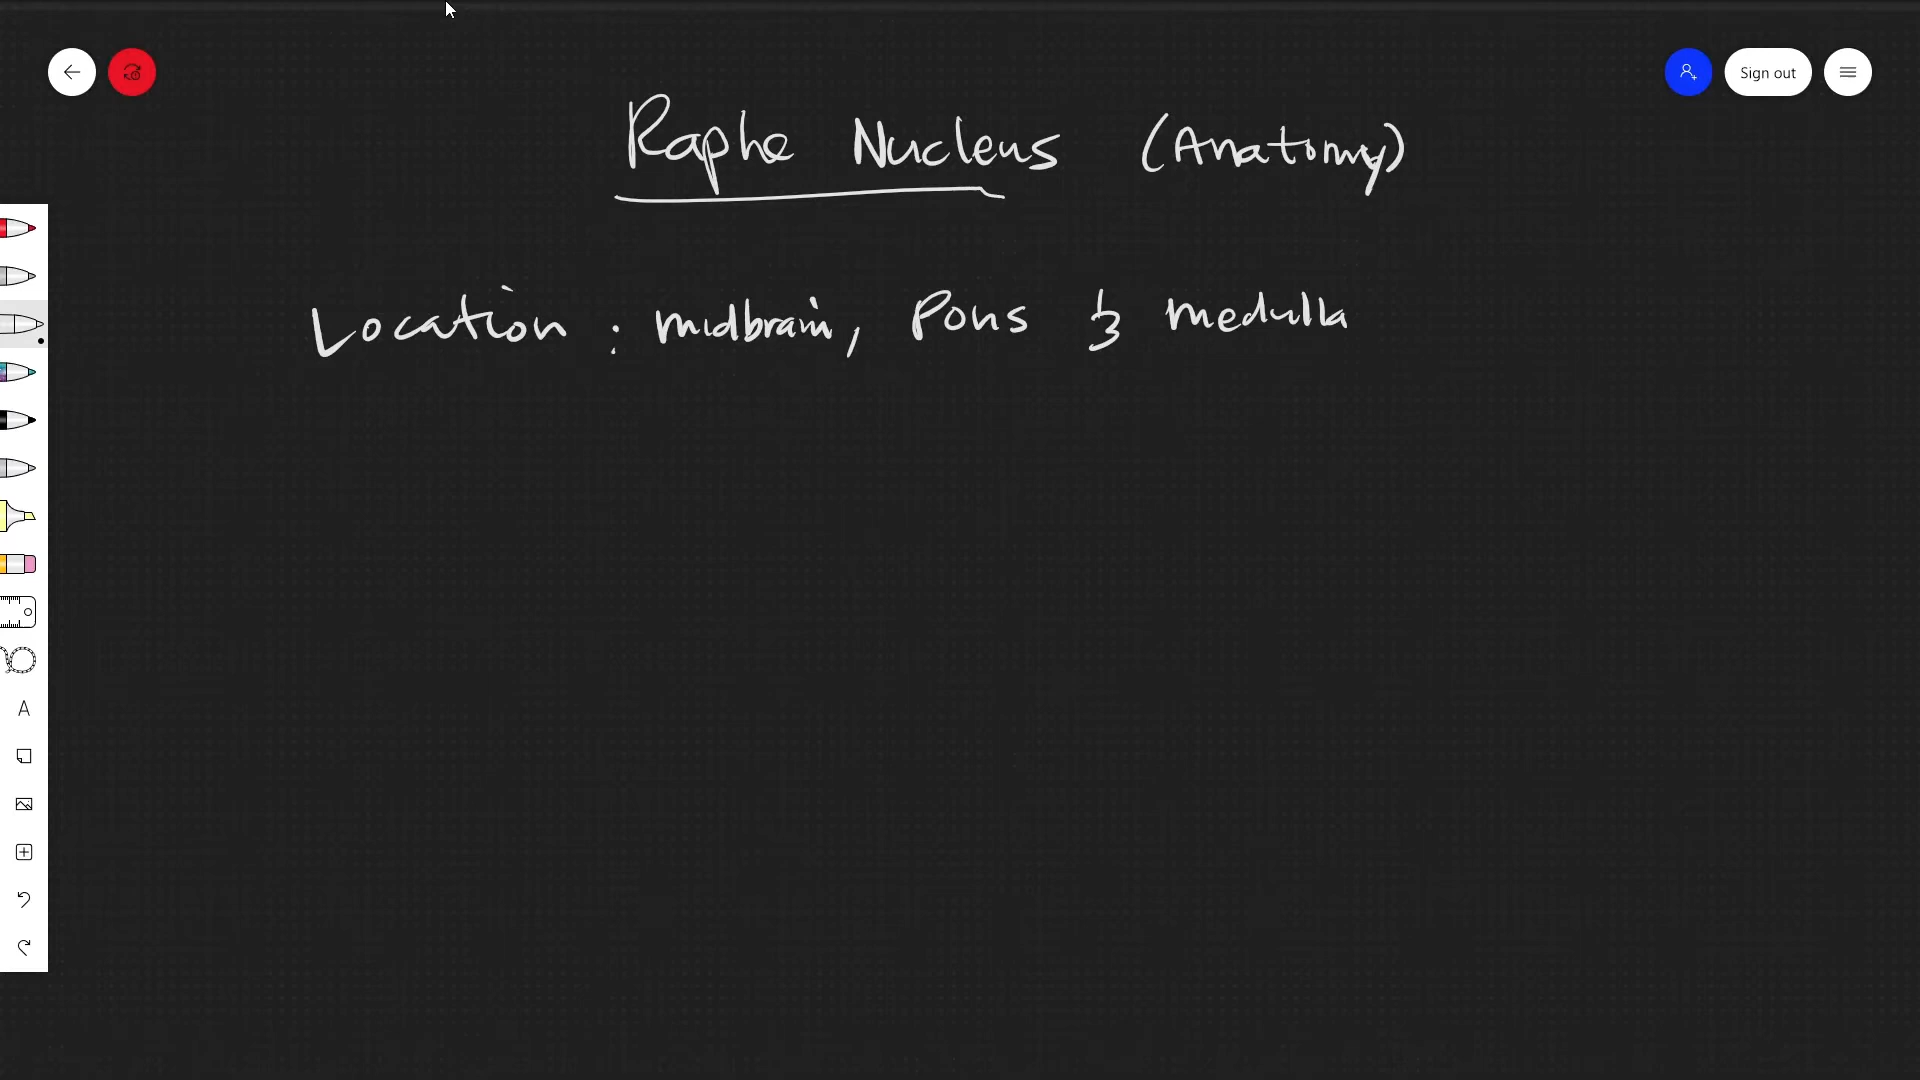 Sign out
Raphe Nucleus (Anatomy)
Location : midbrain, Pons & medulla
A